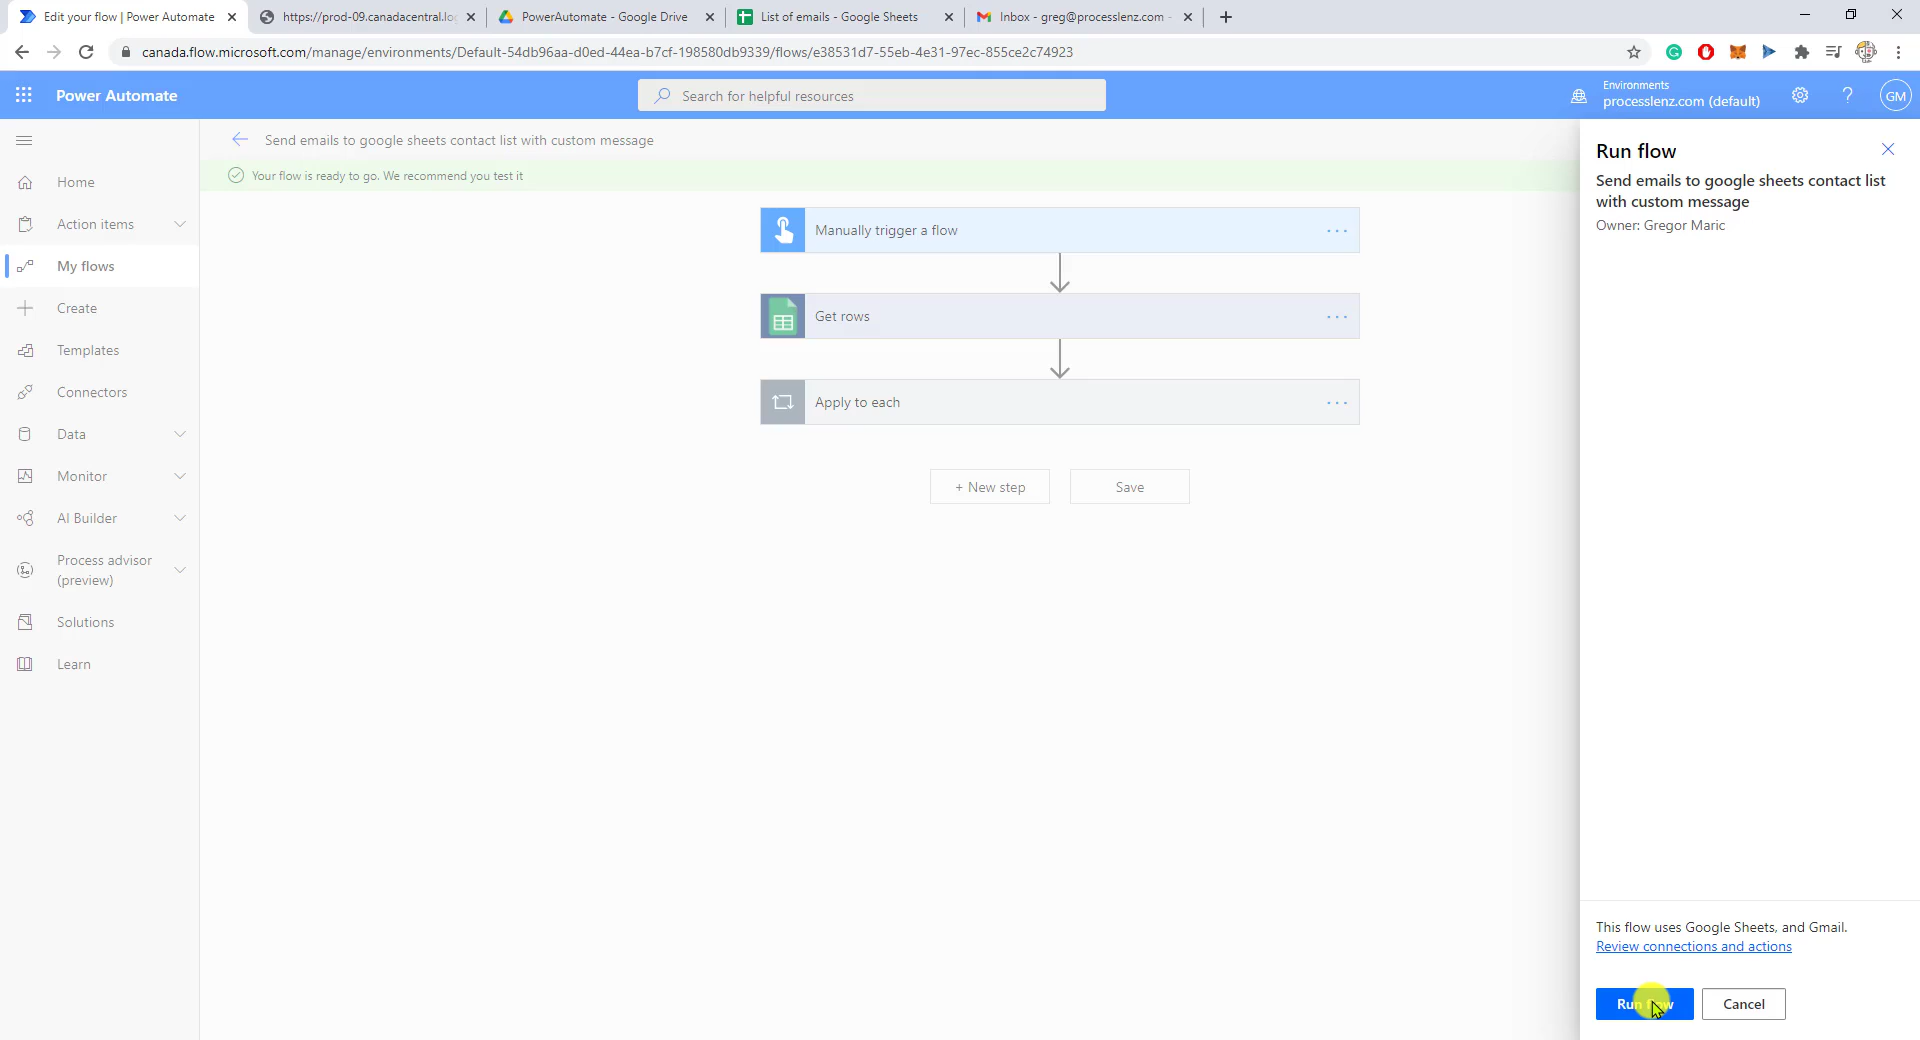 Edit your flow | Power Automate
https://prod-09.canadacentral.lo
PowerAutomate - Google Drive
List of emails - Google Sheets
Inbox - greg@processlenz.com -
canada.flow.microsoft.com/manage/environments/Default-54db96aa-d0ed-44ea-b7cf-198580db9339/flows/e38531d7-55eb-4e31-97ec-855ce2c74923
Power Automate
Search for helpful resources
Environments
processlenz.com (default)
?
GM
Send emails to google sheets contact list with custom message
Your flow is ready to go. We recommend you test it
Home
Action items
My flows
Create
Templates
Connectors
Data
Monitor
AI Builder
Process advisor
(preview)
Solutions
Learn
Manually trigger a flow
Get rows
Apply to each
+ New step
Save
Run flow
Send emails to google sheets contact list
with custom message
Owner: Gregor Maric
This flow uses Google Sheets, and Gmail.
Review connections and actions
Run flow
Cancel